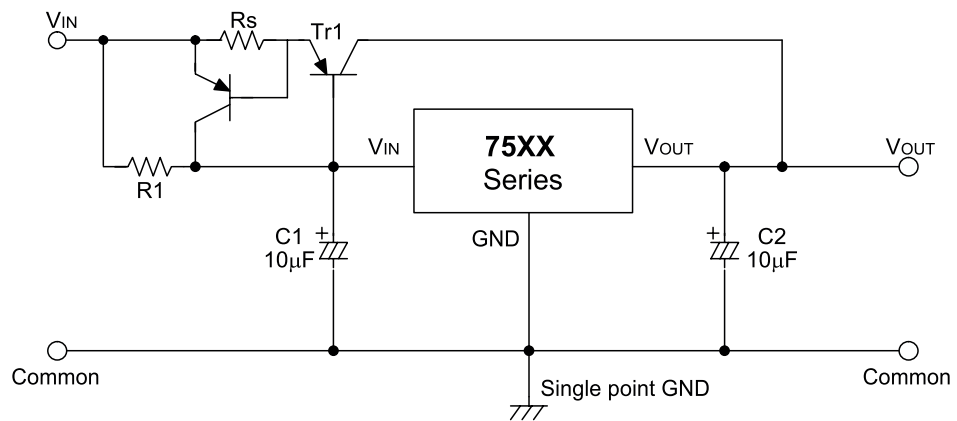 VIN
Rs
Tr1
R1
VIN
75XX
Series
VOUT
VOUT
GND
+
C1
10μF
+
C2
10μF
Common
Common
Single point GND